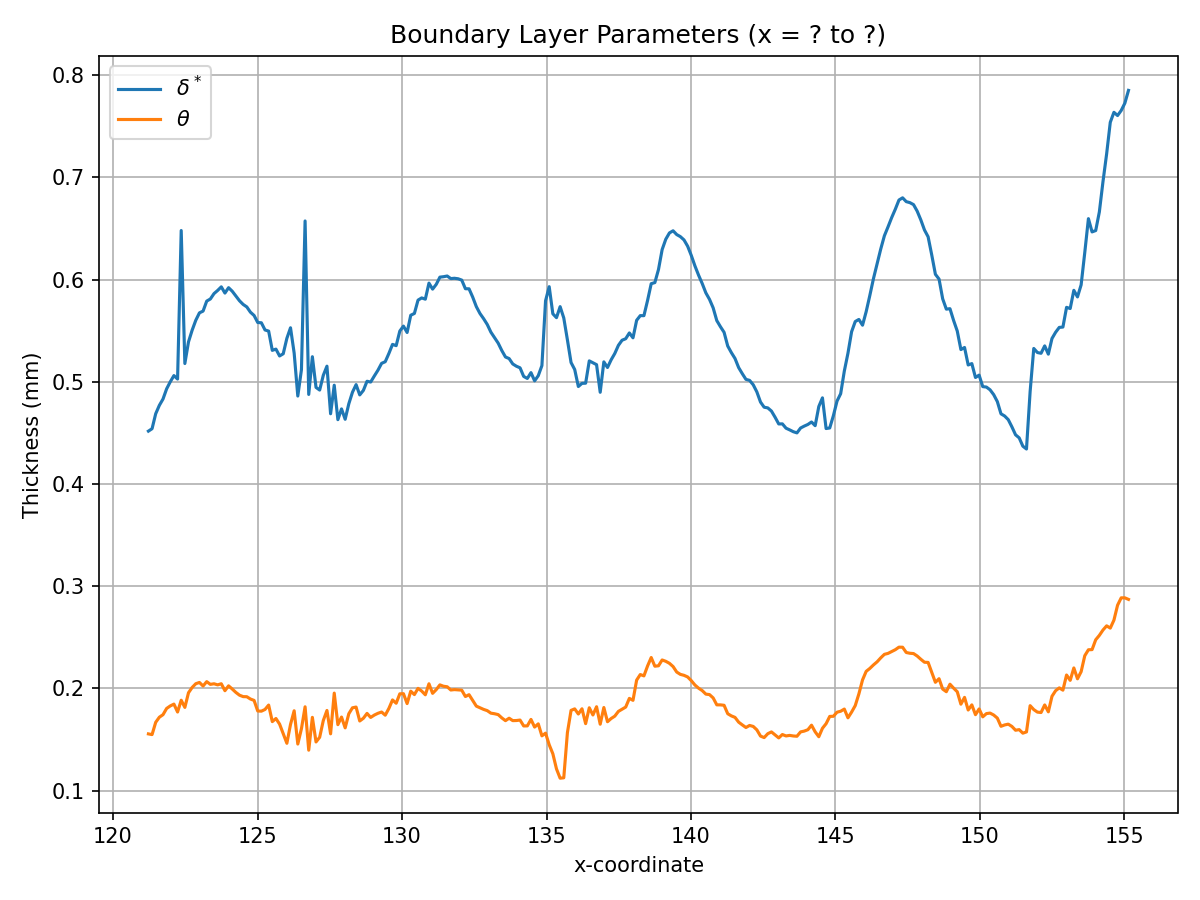 Boundary Layer Parameters (x = ? to ?)
δ*
θ
0.8
0.7
0.6
0.5
0.4
0.3
0.2
0.1
Thickness (mm)
120 125 130 135 140 145 150 155
x-coordinate